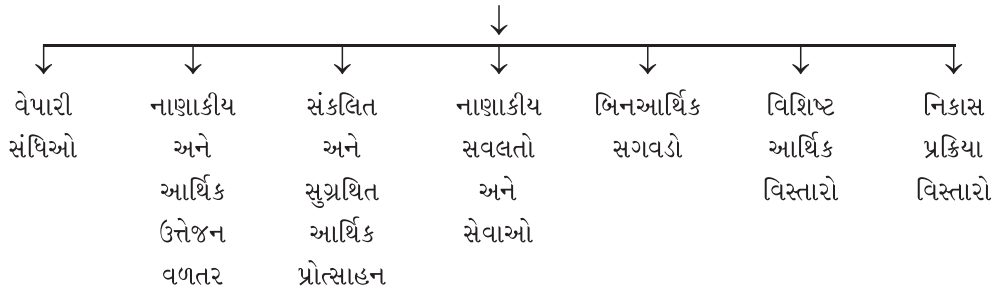 વેપારી
સંધિઓ
નાણાકીય
અને
આર્થિક
ઉત્તેજન
વળતર
સંકલિત
અને
સુગ્રથિત
આર્થિક
પ્રોત્સાહન
નાણાકીય
સવલતો
અને
સેવાઓ
બિનઆર્થિક
સગવડો
વિશિષ્ટ
આર્થિક
વિસ્તારો
નિકાસ
પ્રક્રિયા
વિસ્તારો